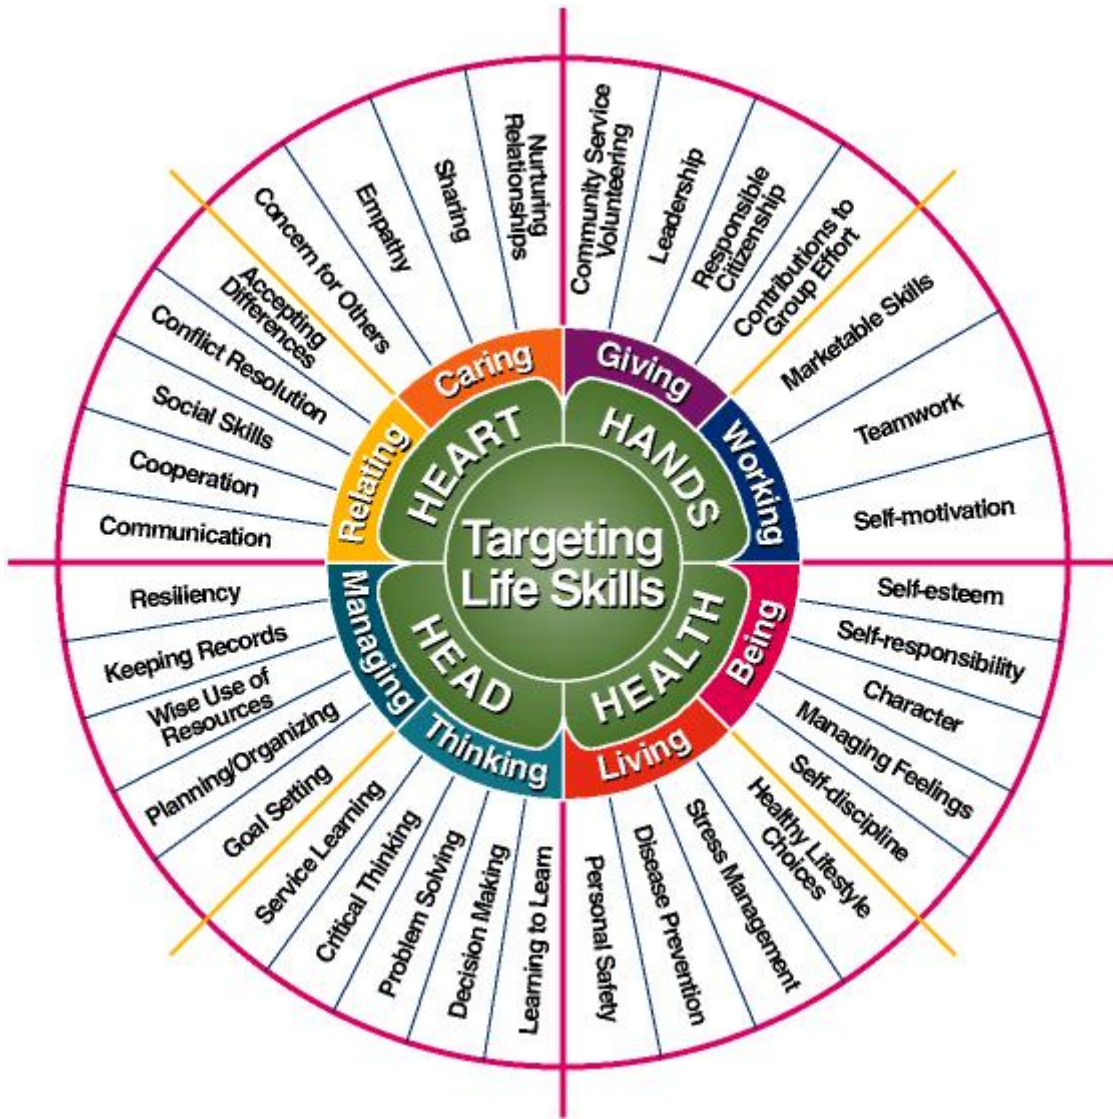 Targeting
Life Skills
HEART
HANDS
HEALTH
HEAD
Caring
Giving
Working
Being
Living
Thinking
Managing
Relating
Community Service
Volunteering
Leadership
Responsible
Citizenship
Contributions to
Group Effort
Marketable Skills
Teamwork
Self-motivation
Self-esteem
Self-responsibility
Character
Managing Feelings
Self-discipline
Healthy Lifestyle
Choices
Stress Management
Disease Prevention
Personal Safety
Learning to Learn
Decision Making
Problem Solving
Critical Thinking
Service Learning
Goal Setting
Planning/Organizing
Wise Use of
Resources
Keeping Records
Resiliency
Communication
Cooperation
Social Skills
Conflict Resolution
Accepting
Differences
Concern for Others
Empathy
Sharing
Nurturing
Relationships